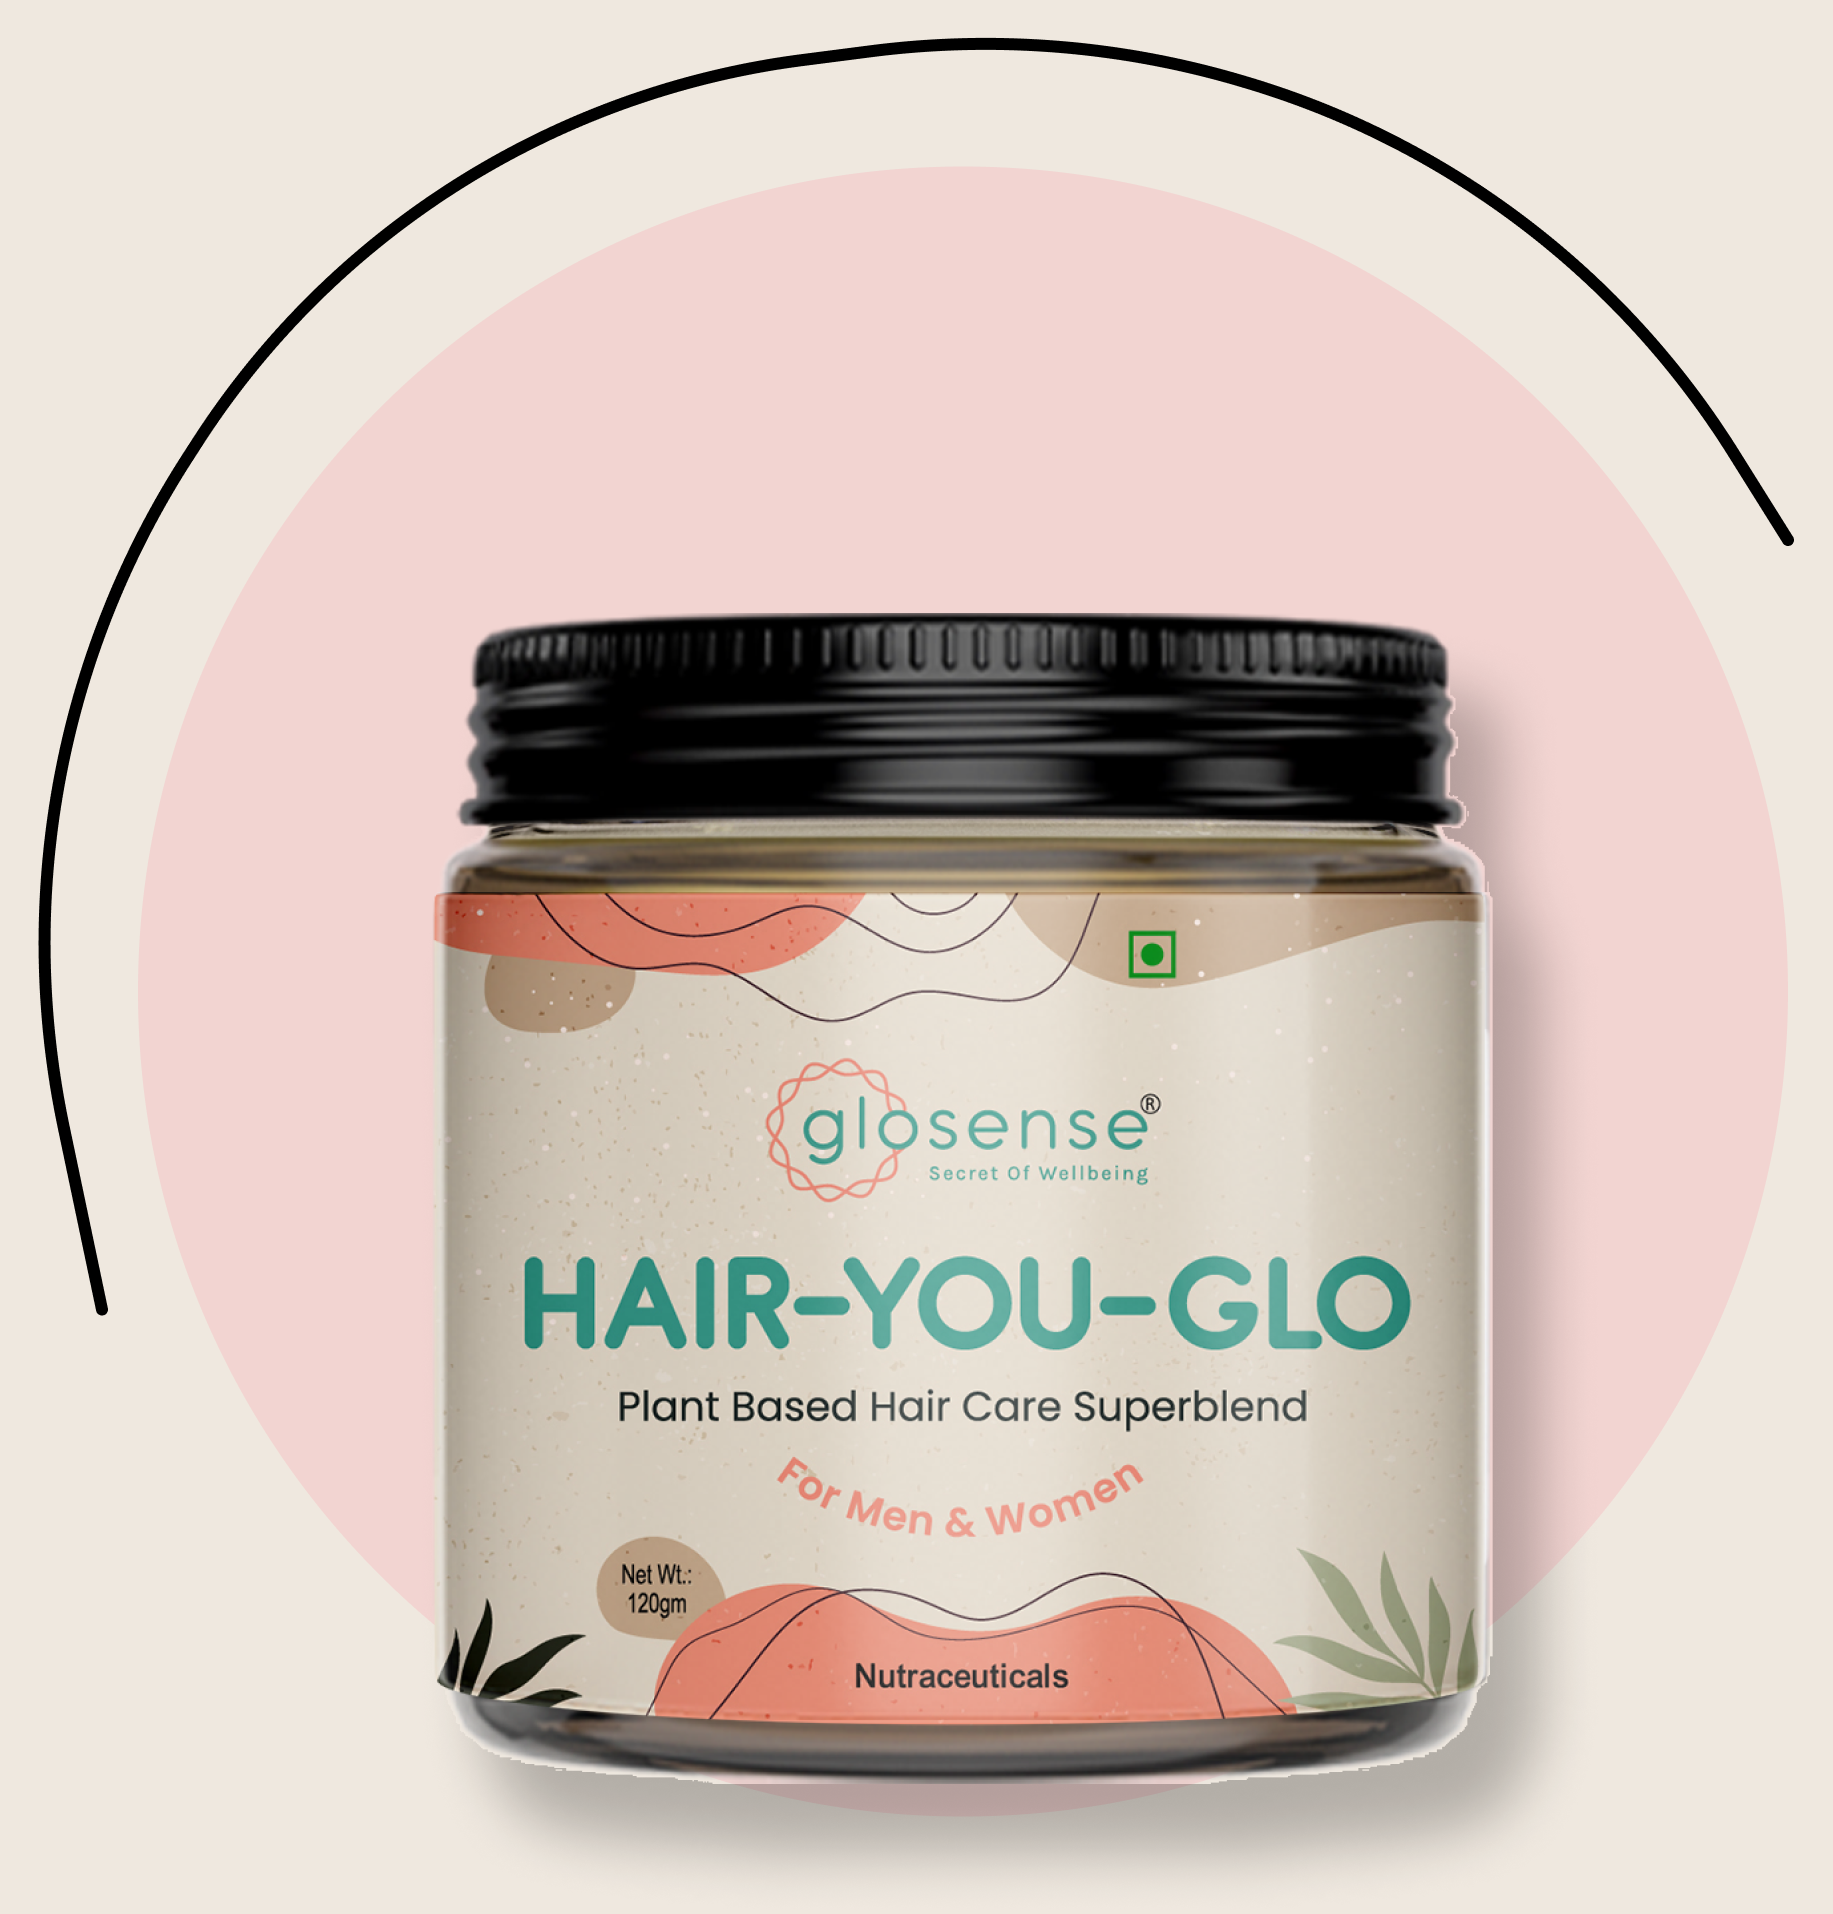 glosense®
Secret Of Wellbeing
HAIR-YOU-GLO
Plant Based Hair Care Superblend
For Men & Women
Net Wt.:
120gm
Nutraceuticals